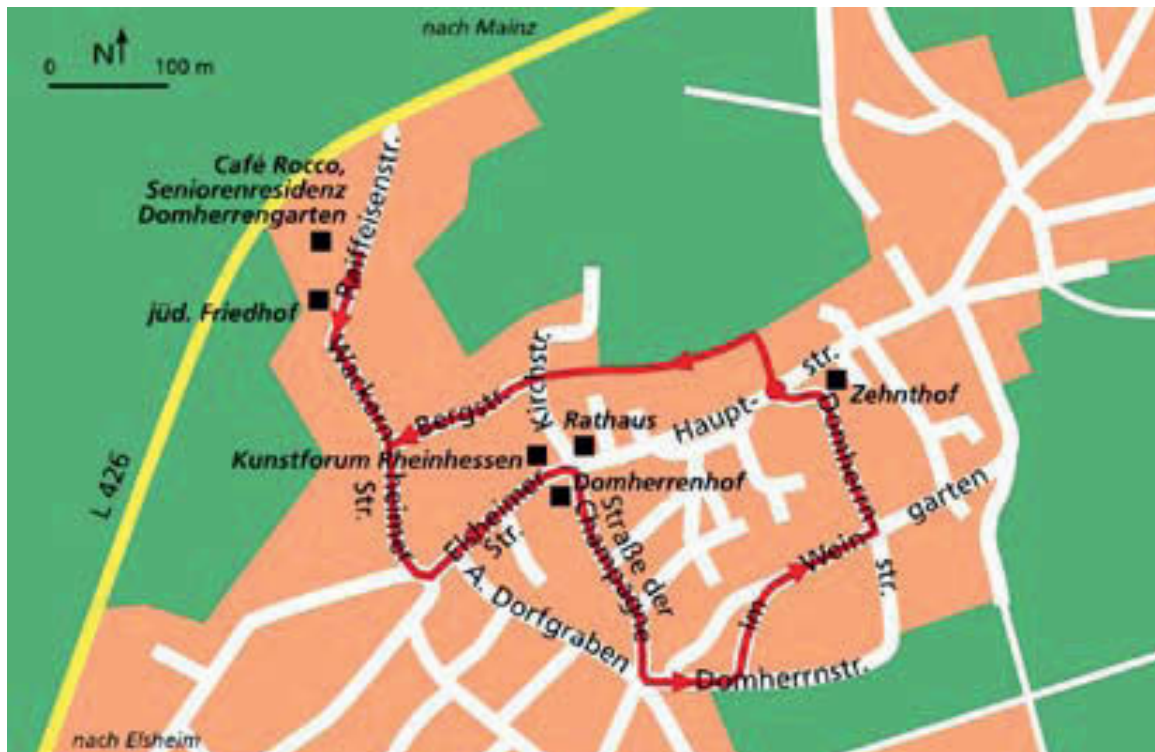 nach Mainz
N
0 100 m
Café Rocco,
Seniorenresidenz
Domherrengarten
Raiffeisenstr.
jüd. Friedhof
Wackernheimer
Str.
Bergstr.
Kirchstr.
Rathaus
Haupt-
str.
Zehnthof
Kunstforum Rheinhessen
Domherrenhof
Elsheimer
Str.
Straße der
Champagne
Domherrn
str.
Im Wein
garten
A. Dorfgraben
Domherrnstr.
L 426
nach Elsheim